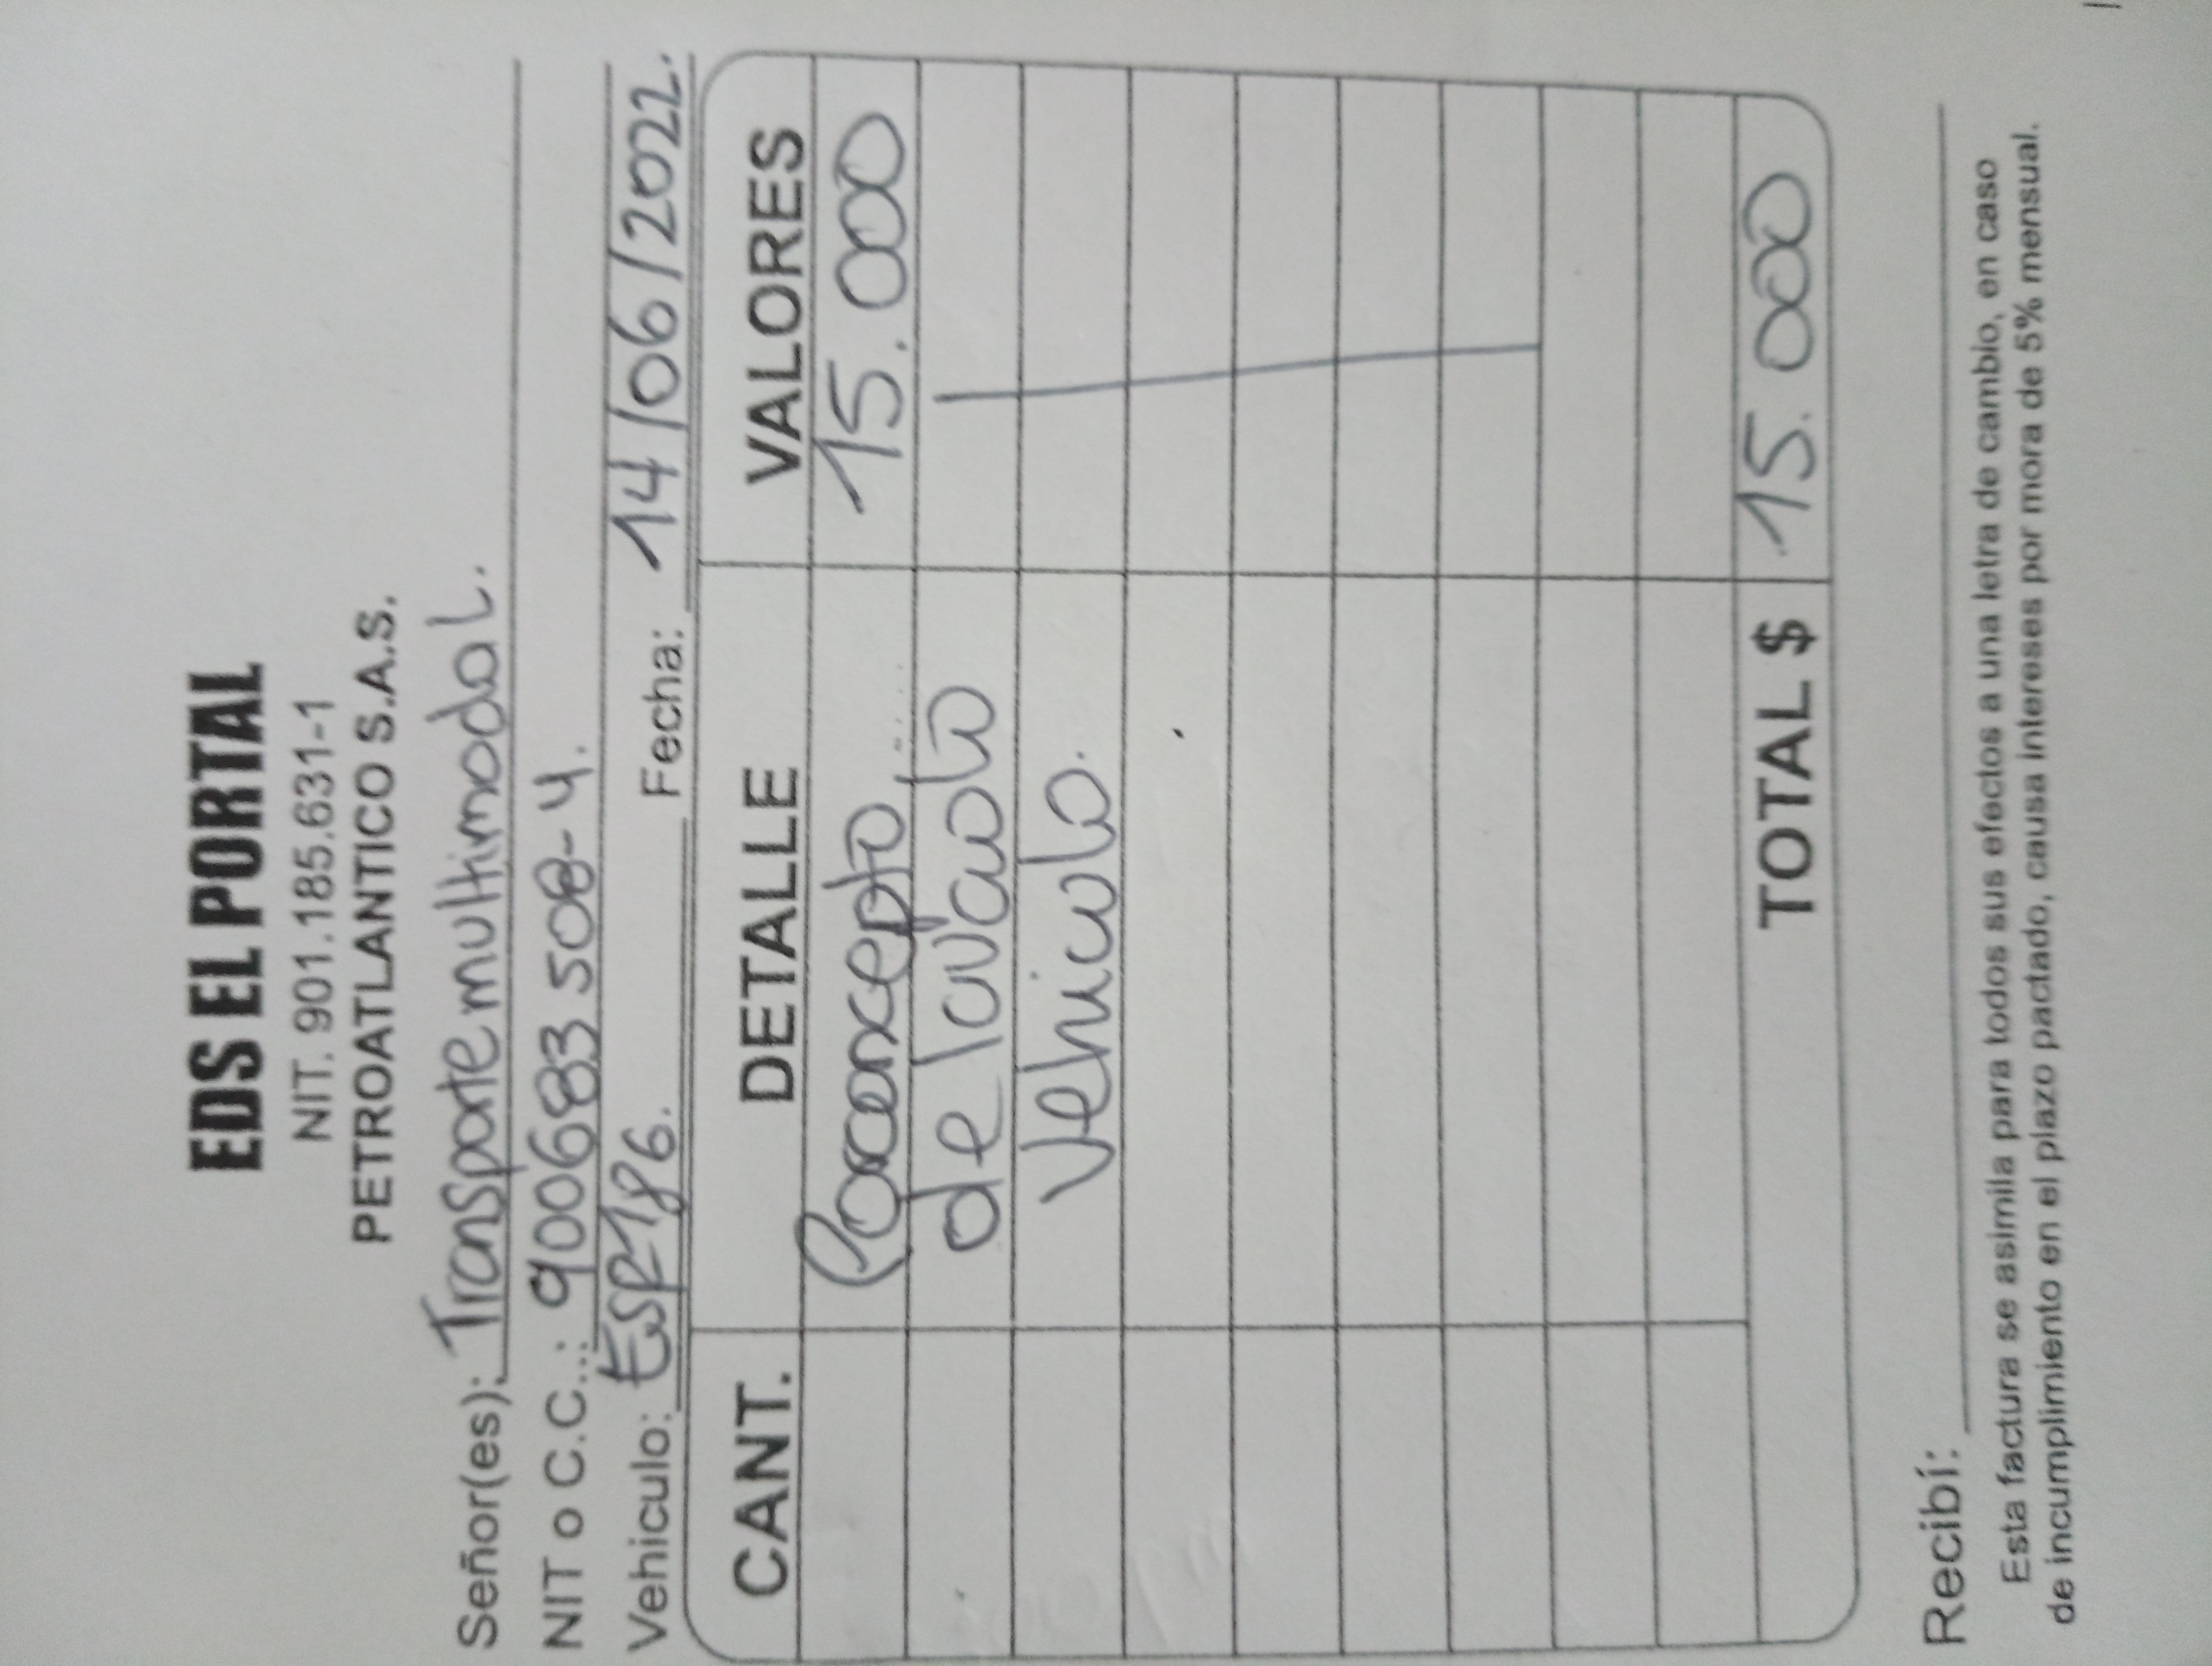 EDS EL PORTAL
NIT. 901.185.631-1
PETROATLANTICO S.A.S.
Señor(es): Transporte multimodal.
NIT o C.C.: 900683508-4.
Vehiculo: Fecha: 14/06/2022.
CANT. DETALLE VALORES
15.000
de lavado
vehiculo.
TOTAL $ 15.000
Recibí:
Esta factura se asimila para todos sus efectos a una letra de cambio, en caso
de incumplimiento en el plazo pactado, causa intereses por mora de 5% mensual.